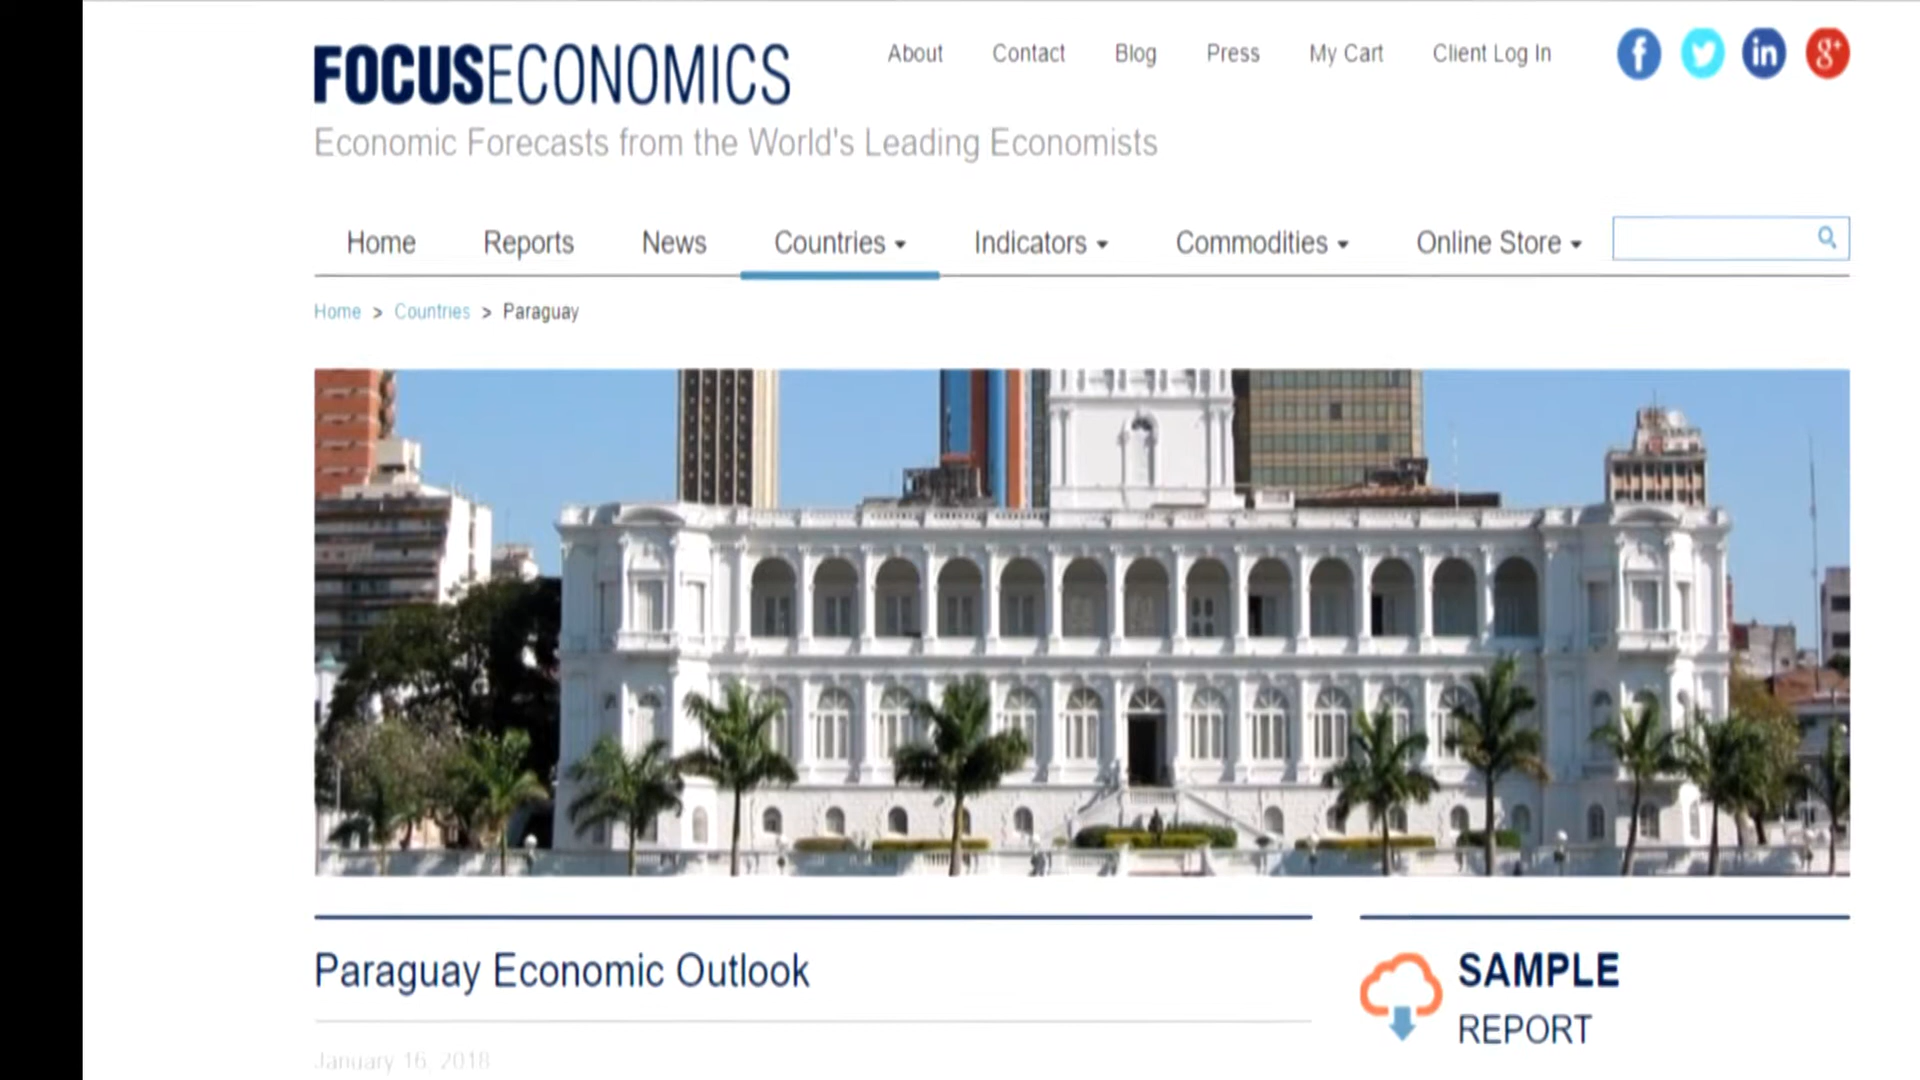 About Contact Blog Press My Cart Client Log In
FOCUSECONOMICS
Economic Forecasts from the World's Leading Economists
Home Reports News Countries Indicators Commodities Online Store
Home > Countries > Paraguay
Paraguay Economic Outlook
January 16, 2018
SAMPLE
REPORT